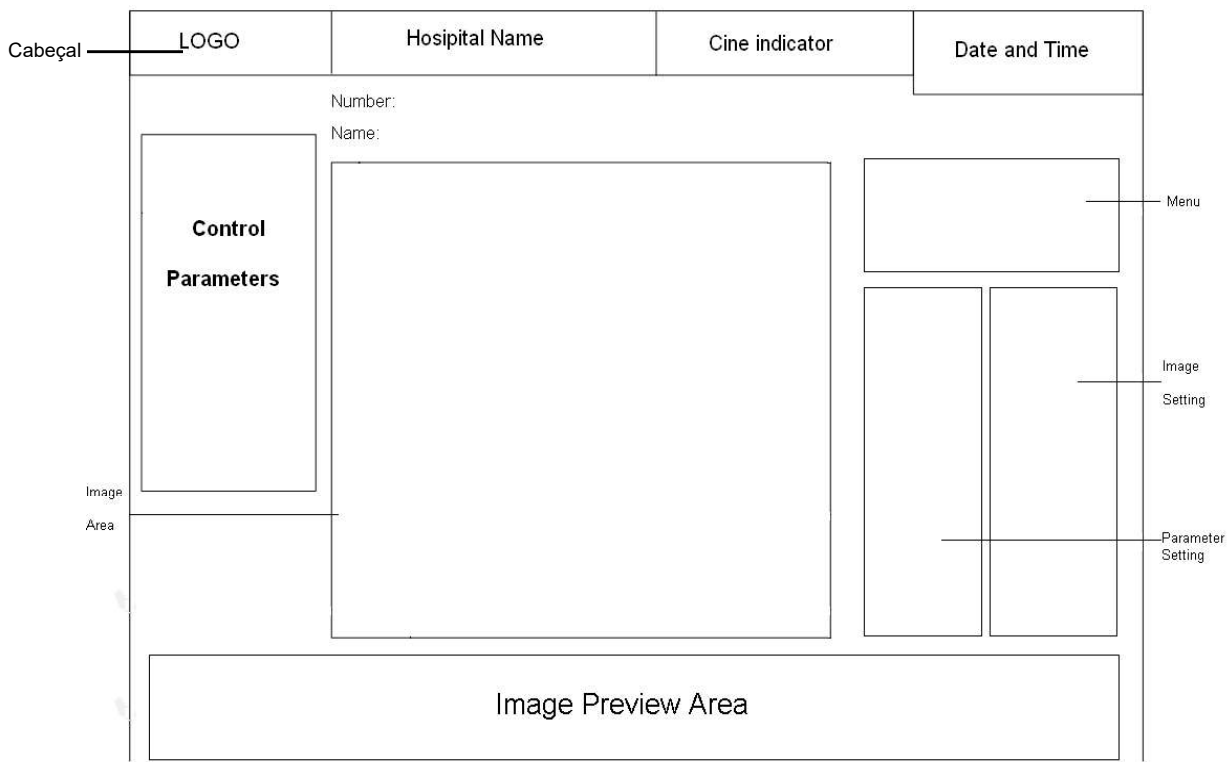 Cabeçal
LOGO
Hosipital Name
Cine indicator
Date and Time
Number:
Name:
Control
Parameters
Menu
Image
Setting
Image
Area
Parameter
Setting
Image Preview Area